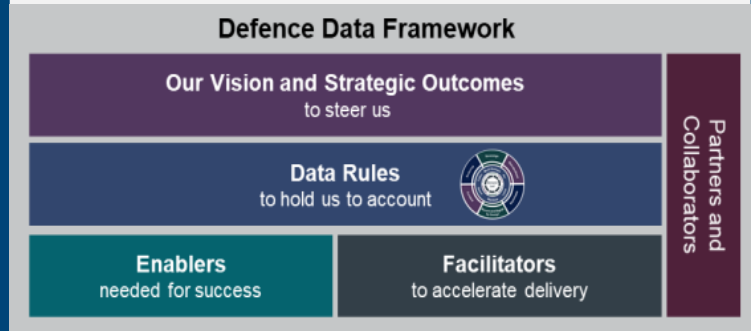 Defence Data Framework
Our Vision and Strategic Outcomes
to steer us
Data Rules
to hold us to account
Enablers
needed for success
Facilitators
to accelerate delivery
Partners and
Collaborators